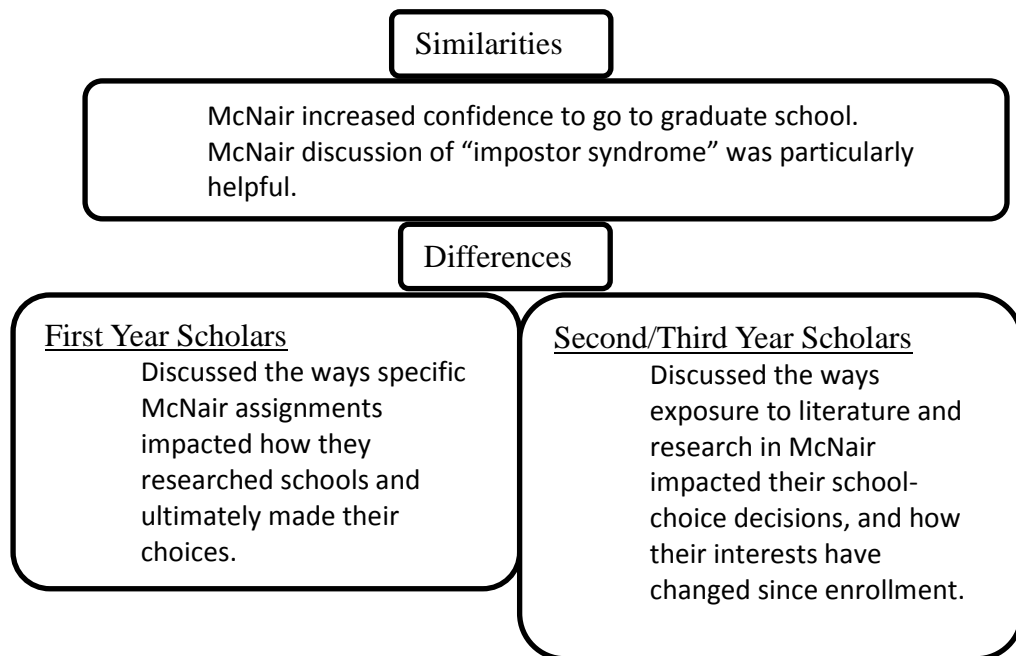 Similarities
McNair increased confidence to go to graduate school.
McNair discussion of “impostor syndrome” was particularly
helpful.
Differences
First Year Scholars
Discussed the ways specific
McNair assignments
impacted how they
researched schools and
ultimately made their
choices.
Second/Third Year Scholars
Discussed the ways
exposure to literature and
research in McNair
impacted their school-
choice decisions, and how
their interests have
changed since enrollment.